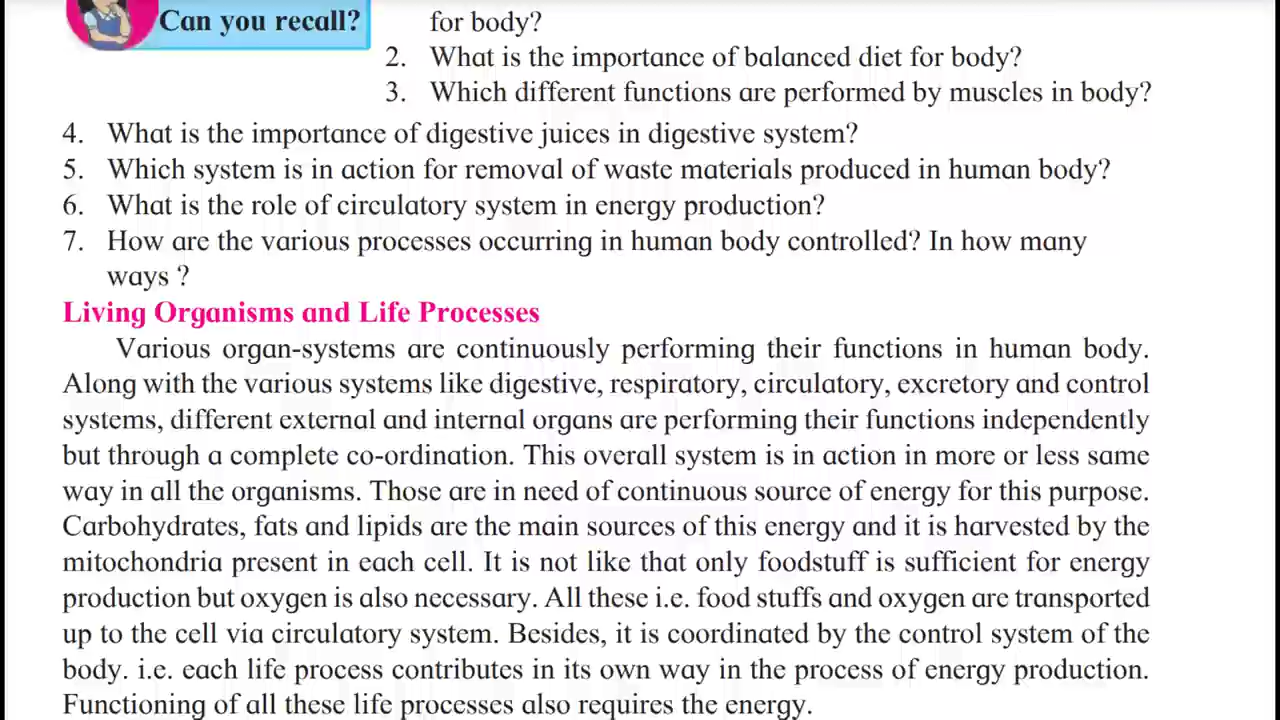 Can you recall?
for body?
2. What is the importance of balanced diet for body?
3. Which different functions are performed by muscles in body?
4. What is the importance of digestive juices in digestive system?
5. Which system is in action for removal of waste materials produced in human body?
6. What is the role of circulatory system in energy production?
7. How are the various processes occurring in human body controlled? In how many
ways ?
Living Organisms and Life Processes
Various organ-systems are continuously performing their functions in human body.
Along with the various systems like digestive, respiratory, circulatory, excretory and control
systems, different external and internal organs are performing their functions independently
but through a complete co-ordination. This overall system is in action in more or less same
way in all the organisms. Those are in need of continuous source of energy for this purpose.
Carbohydrates, fats and lipids are the main sources of this energy and it is harvested by the
mitochondria present in each cell. It is not like that only foodstuff is sufficient for energy
production but oxygen is also necessary. All these i.e. food stuffs and oxygen are transported
up to the cell via circulatory system. Besides, it is coordinated by the control system of the
body. i.e. each life process contributes in its own way in the process of energy production.
Functioning of all these life processes also requires the energy.